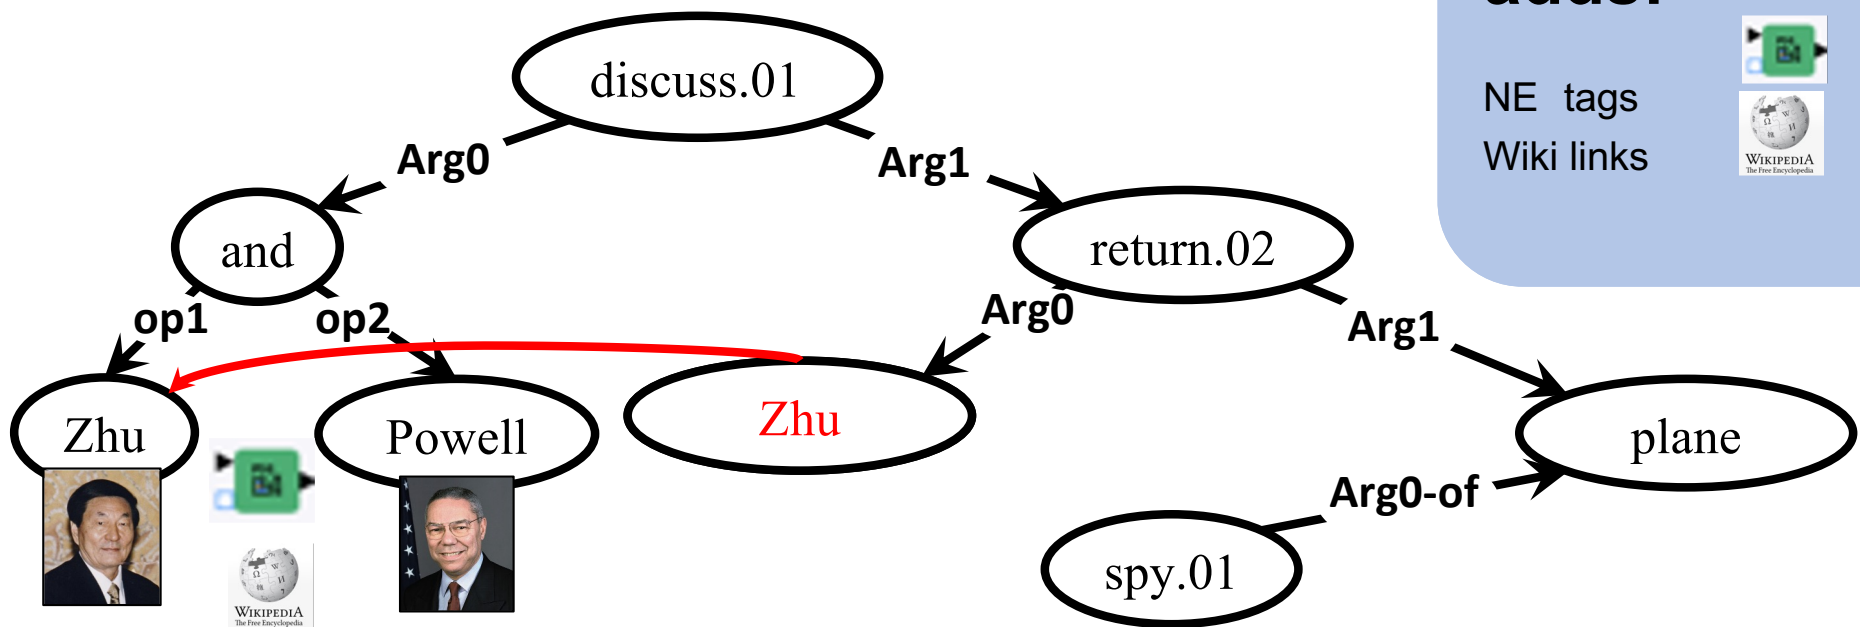 discuss.01
NE tags
Wiki links
WIKIPEDIA
The Free Encyclopedia
Arg0
Arg1
and
return.02
op1
op2
Arg0
Arg1
Zhu
Powell
Zhu
plane
Arg0-of
spy.01
WIKIPEDIA
The Free Encyclopedia